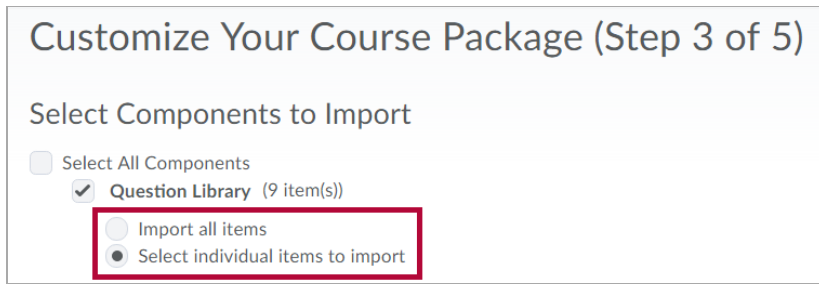 Customize Your Course Package (Step 3 of 5)
Select Components to Import
Select All Components
Question Library (9 item(s))
Import all items
Select individual items to import